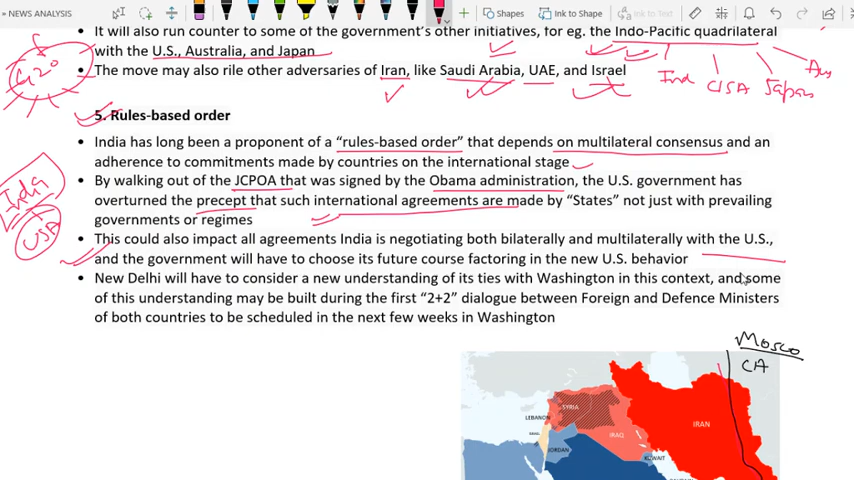 NEWS ANALYSIS
Shapes
Ink to Shape
Ink to Text
Ink to Math
It will also run counter to some of the government's other initiatives, for eg. the Indo-Pacific quadrilateral
with the U.S., Australia, and Japan
The move may also rile other adversaries of Iran, like Saudi Arabia, UAE, and Israel
Ind
USA
Japan
Aus
5. Rules-based order
India has long been a proponent of a “rules-based order” that depends on multilateral consensus and an
adherence to commitments made by countries on the international stage
By walking out of the JCPOA that was signed by the Obama administration, the U.S. government has
overturned the precept that such international agreements are made by “States” not just with prevailing
governments or regimes
India
USA
This could also impact all agreements India is negotiating both bilaterally and multilaterally with the U.S.,
and the government will have to choose its future course factoring in the new U.S. behavior
New Delhi will have to consider a new understanding of its ties with Washington in this context, and some
of this understanding may be built during the first “2+2” dialogue between Foreign and Defence Ministers
of both countries to be scheduled in the next few weeks in Washington
Mosco
CA
SYRIA
LEBANON
IRAQ
IRAN
JORDAN
KUWAIT